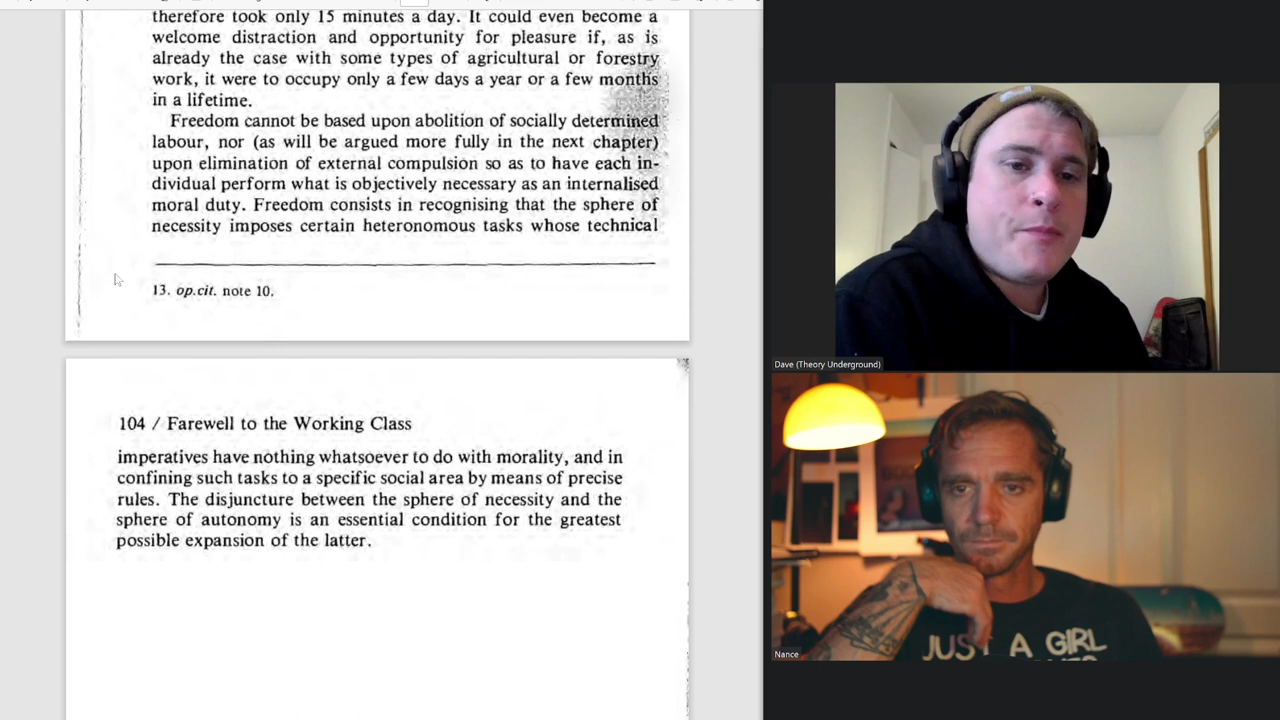 therefore took only 15 minutes a day. It could even become a
welcome distraction and opportunity for pleasure if, as is
already the case with some types of agricultural or forestry
work, it were to occupy only a few days a year or a few months
in a lifetime.
Freedom cannot be based upon abolition of socially determined
labour, nor (as will be argued more fully in the next chapter)
upon elimination of external compulsion so as to have each in-
dividual perform what is objectively necessary as an internalised
moral duty. Freedom consists in recognising that the sphere of
necessity imposes certain heteronomous tasks whose technical
13. op.cit. note 10.
104 / Farewell to the Working Class
imperatives have nothing whatsoever to do with morality, and in
confining such tasks to a specific social area by means of precise
rules. The disjuncture between the sphere of necessity and the
sphere of autonomy is an essential condition for the greatest
possible expansion of the latter.
Dave (Theory Underground)
JUST A GIRL
Nance